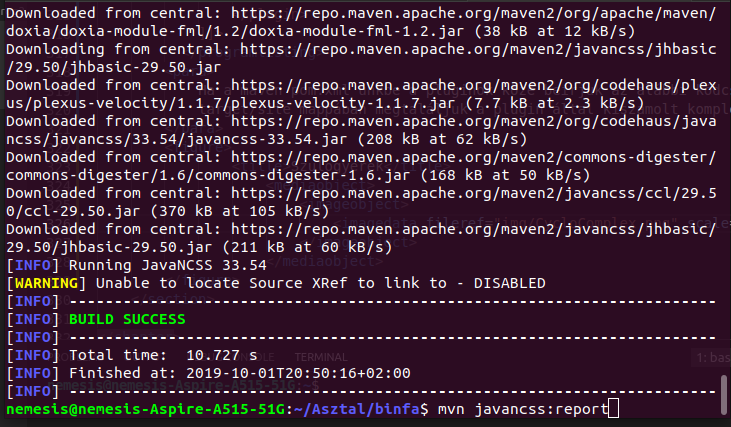 Downloaded from central: https://repo.maven.apache.org/maven2/org/apache/maven/
doxia/doxia-module-fml/1.2/doxia-module-fml-1.2.jar (38 kB at 12 kB/s)
Downloading from central: https://repo.maven.apache.org/maven2/javancss/jhbasic
/29.50/jhbasic-29.50.jar
Downloaded from central: https://repo.maven.apache.org/maven2/org/codehaus/plex
us/plexus-velocity/1.1.7/plexus-velocity-1.1.7.jar (7.7 kB at 2.3 kB/s)
Downloaded from central: https://repo.maven.apache.org/maven2/org/codehaus/java
ncss/javancss/33.54/javancss-33.54.jar (208 kB at 62 kB/s)
Downloaded from central: https://repo.maven.apache.org/maven2/commons-digester/
commons-digester/1.6/commons-digester-1.6.jar (168 kB at 50 kB/s)
Downloaded from central: https://repo.maven.apache.org/maven2/javancss/ccl/29.5
0/ccl-29.50.jar (370 kB at 105 kB/s)
Downloaded from central: https://repo.maven.apache.org/maven2/javancss/jhbasic/
29.50/jhbasic-29.50.jar (211 kB at 60 kB/s)
[INFO] Running JavaNCSS 33.54
[WARNING] Unable to locate Source XRef to link to - DISABLED
[INFO] ------------------------------------------------------------------------
[INFO] BUILD SUCCESS
[INFO] ------------------------------------------------------------------------
[INFO] Total time:  10.727 s
[INFO] Finished at: 2019-10-01T20:50:16+02:00
[INFO] ------------------------------------------------------------------------
nemesis@nemesis-Aspire-A515-51G:~/Asztal/binfa$ mvn javancss:report